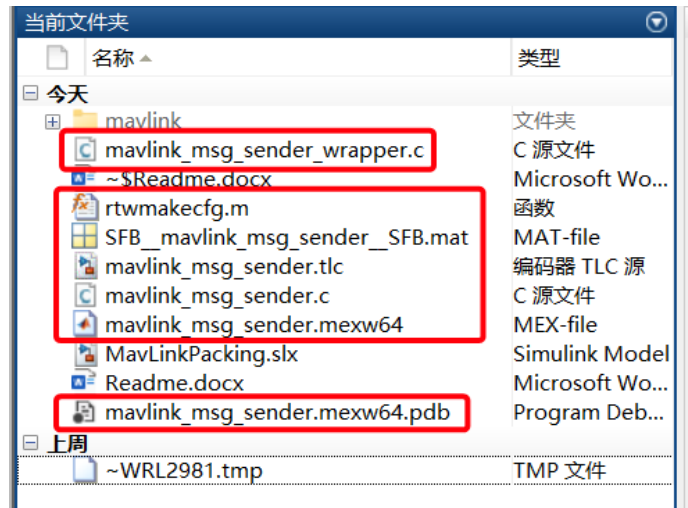 当前文件夹
名称 类型
今天
mavlink 文件夹
mavlink_msg_sender_wrapper.c C 源文件
~$Readme.docx Microsoft Wo...
rtwmakecfg.m 函数
SFB__mavlink_msg_sender__SFB.mat MAT-file
mavlink_msg_sender.tlc 编码器 TLC 源
mavlink_msg_sender.c C 源文件
mavlink_msg_sender.mexw64 MEX-file
MavLinkPacking.slx Simulink Model
Readme.docx Microsoft Wo...
mavlink_msg_sender.mexw64.pdb Program Deb...
上周
~WRL2981.tmp TMP 文件